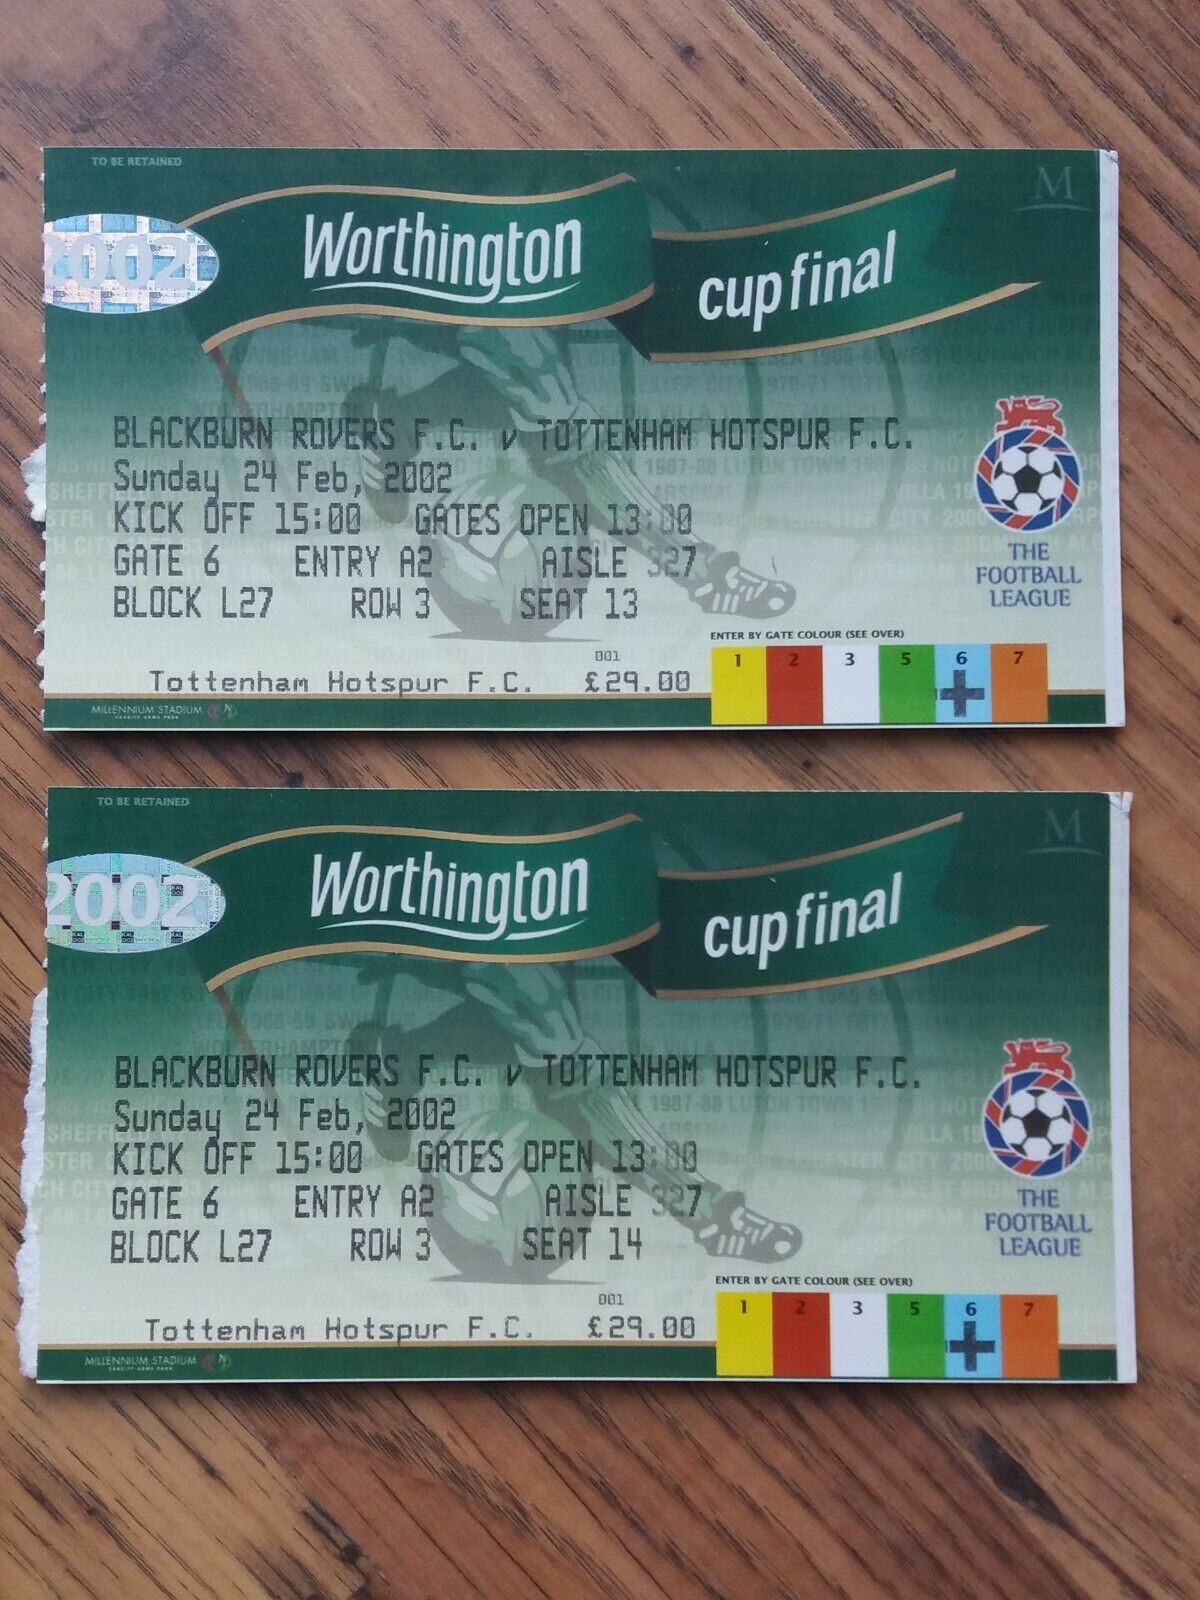 TO BE RETAINED
M
2002
Worthington
cup final
BLACKBURN ROVERS F.C. v TOTTENHAM HOTSPUR F.C.
Sunday 24 Feb, 2002
KICK OFF 15:00 GATES OPEN 13:00
GATE 6 ENTRY A2 AISLE 327
BLOCK L27 ROW 3 SEAT 13
THE
FOOTBALL
LEAGUE
ENTER BY GATE COLOUR (SEE OVER)
001
1 2 3 5 6 7
Tottenham Hotspur F.C. £29.00
MILLENNIUM STADIUM
CARDIFF ARMS PARK
TO BE RETAINED
M
2002
Worthington
cup final
BLACKBURN ROVERS F.C. v TOTTENHAM HOTSPUR F.C.
Sunday 24 Feb, 2002
KICK OFF 15:00 GATES OPEN 13:00
GATE 6 ENTRY A2 AISLE 327
BLOCK L27 ROW 3 SEAT 14
THE
FOOTBALL
LEAGUE
ENTER BY GATE COLOUR (SEE OVER)
001
1 2 3 5 6 7
Tottenham Hotspur F.C. £29.00
MILLENNIUM STADIUM
CARDIFF ARMS PARK